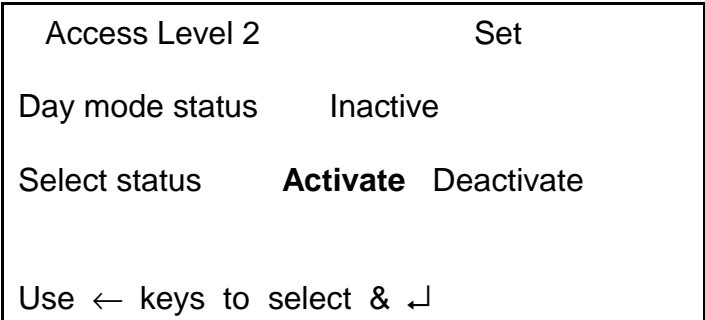 Access Level 2 Set
Day mode status Inactive
Select status Activate Deactivate
Use ← keys to select & ↵